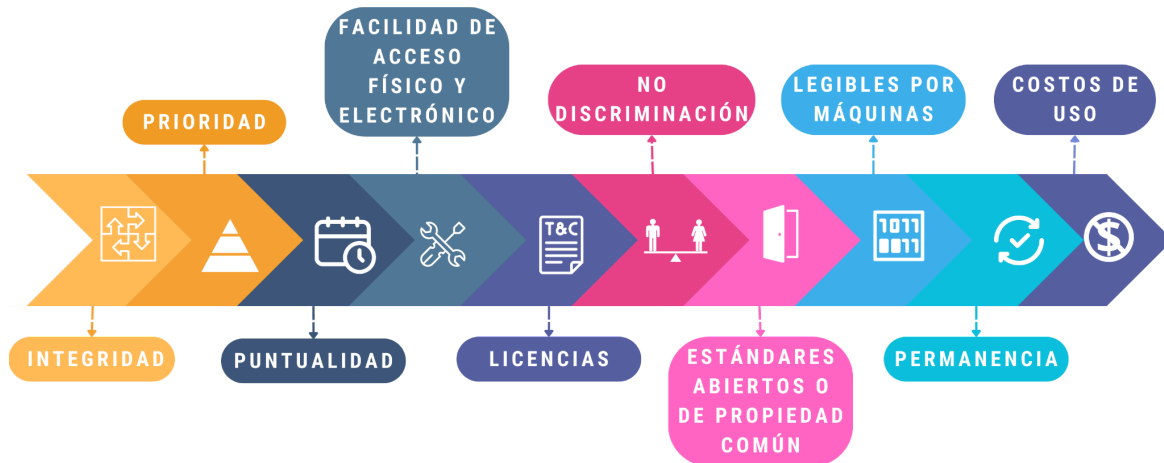 FACILIDAD DE
ACCESO
FÍSICO Y
ELECTRÓNICO
PRIORIDAD
NO
DISCRIMINACIÓN
LEGIBLES POR
MÁQUINAS
COSTOS DE
USO
T&C
1011
0011
INTEGRIDAD
PUNTUALIDAD
LICENCIAS
ESTÁNDARES
ABIERTOS O
DE PROPIEDAD
COMÚN
PERMANENCIA
$